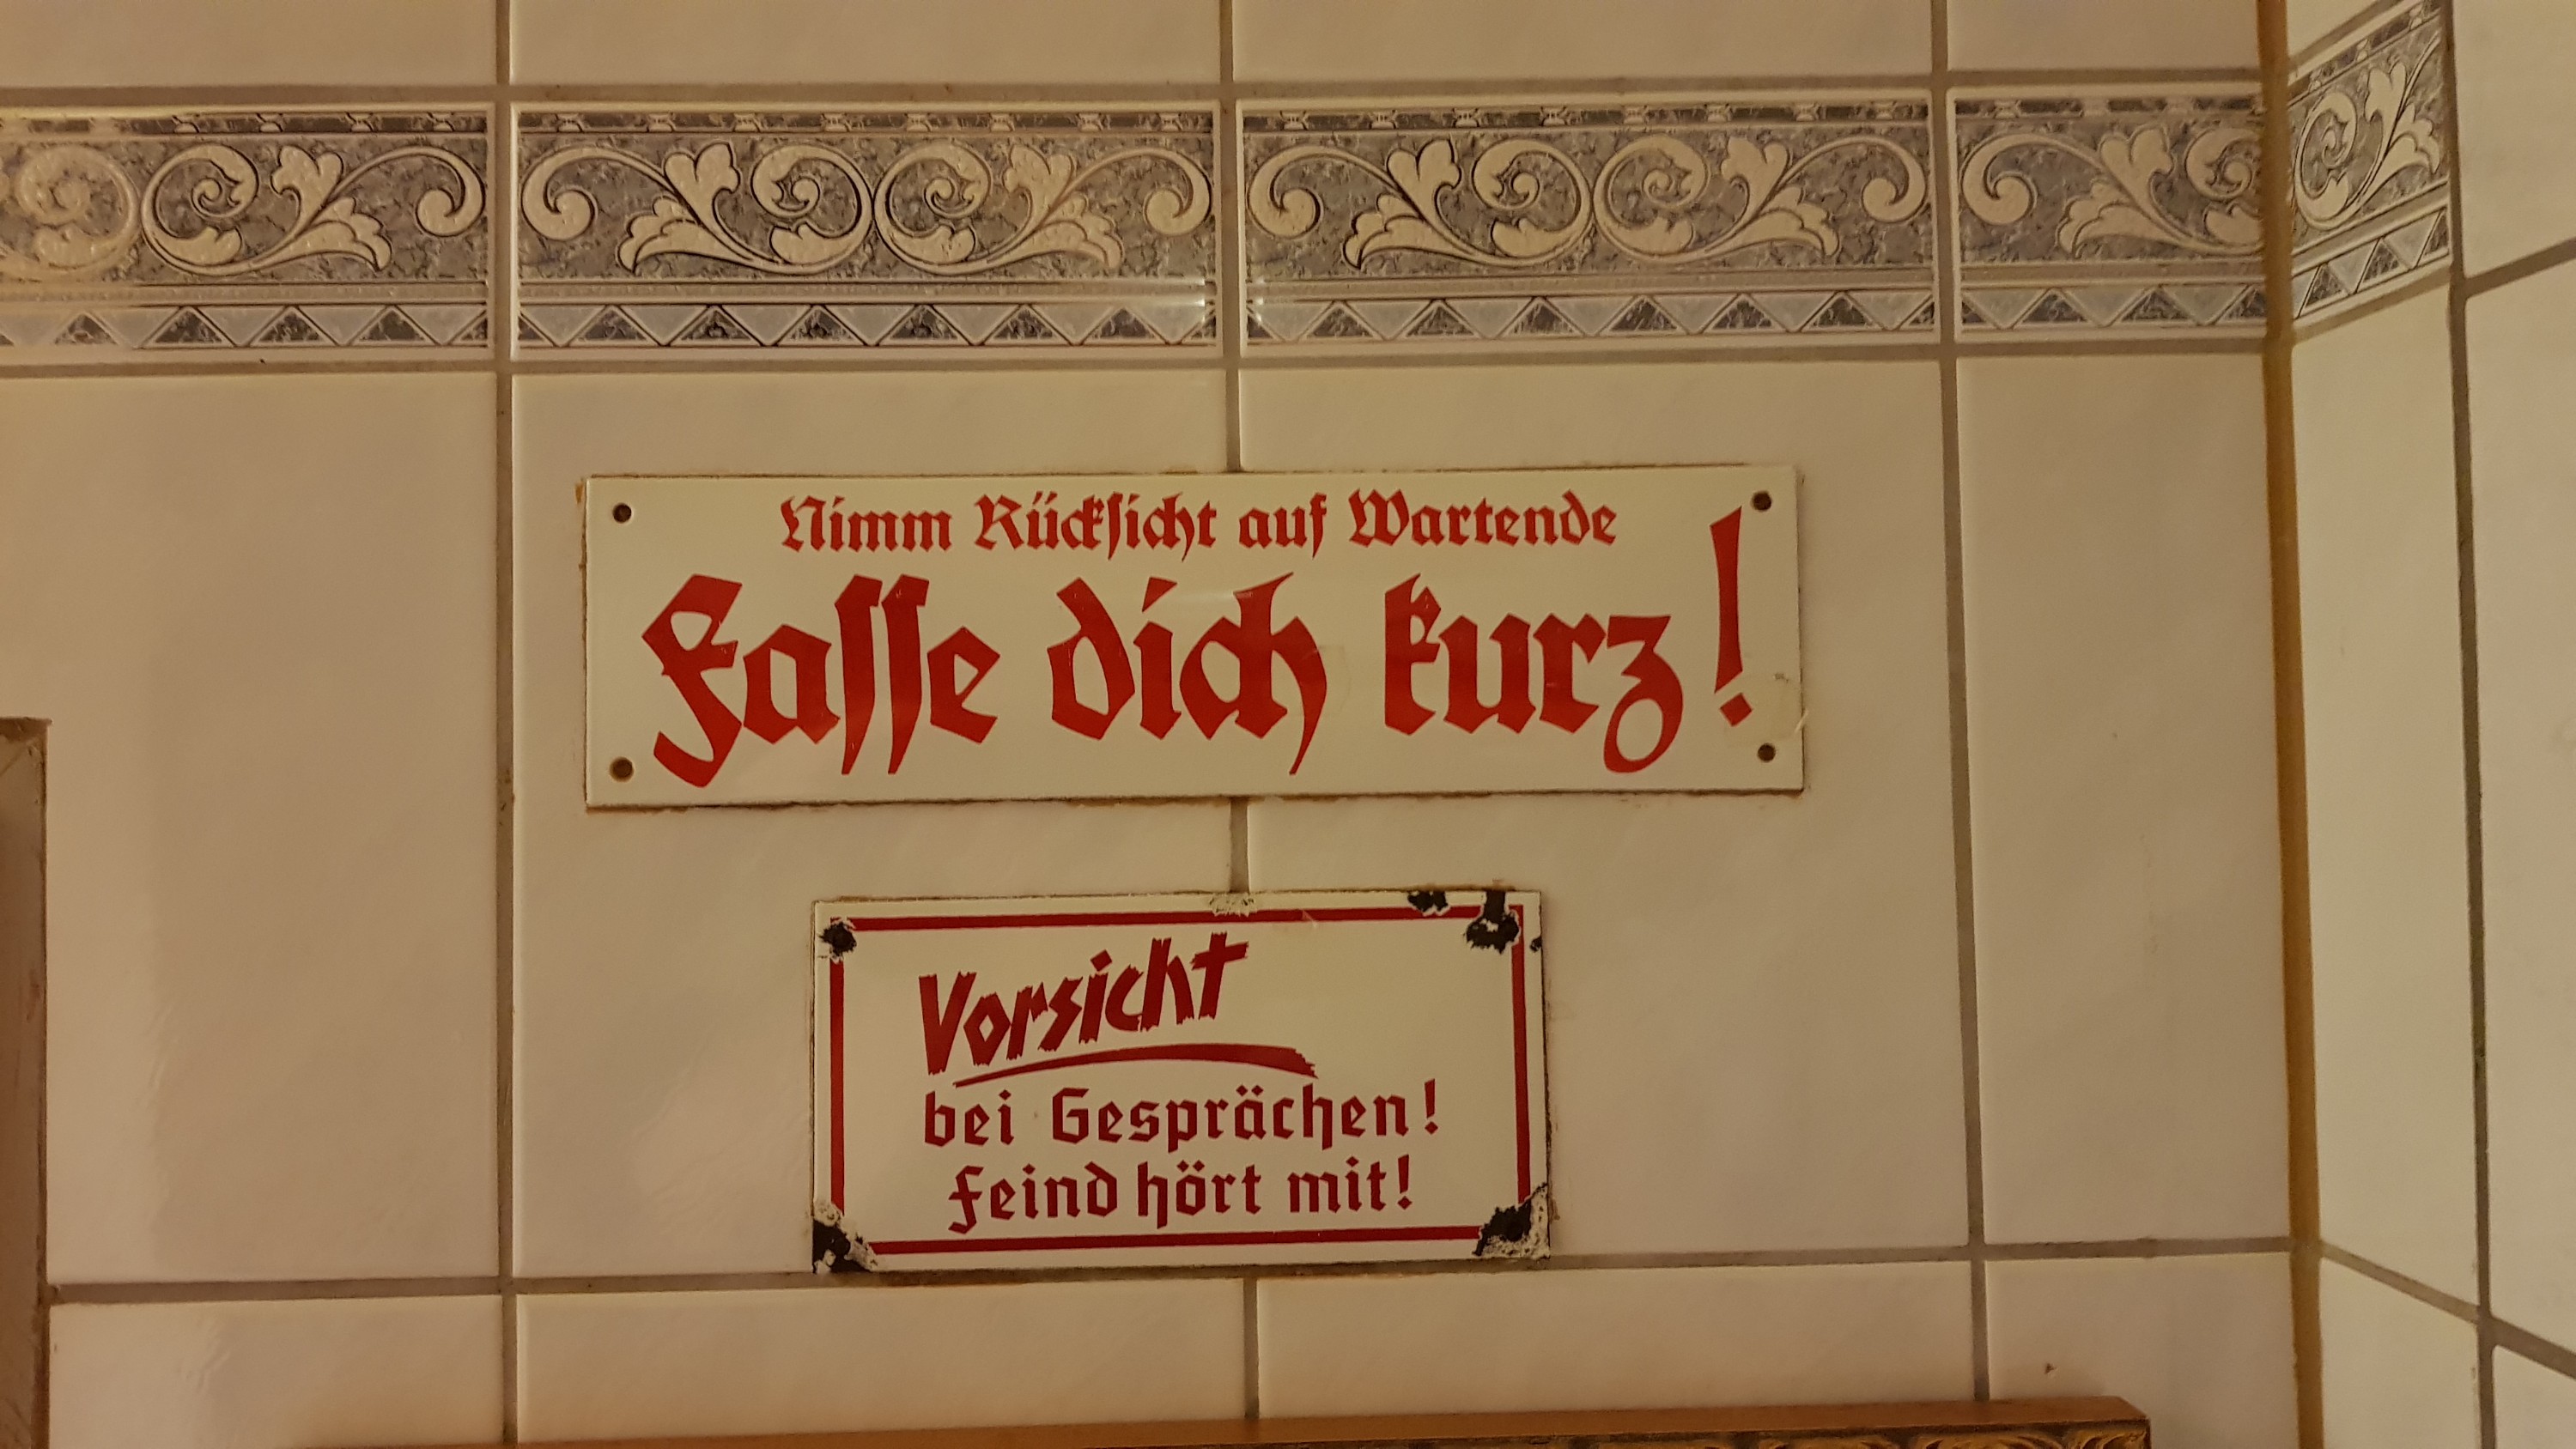 Nimm Rücksicht auf Wartende
Fasse dich kurz!
Vorsicht
bei Gesprächen!
Feind hört mit!